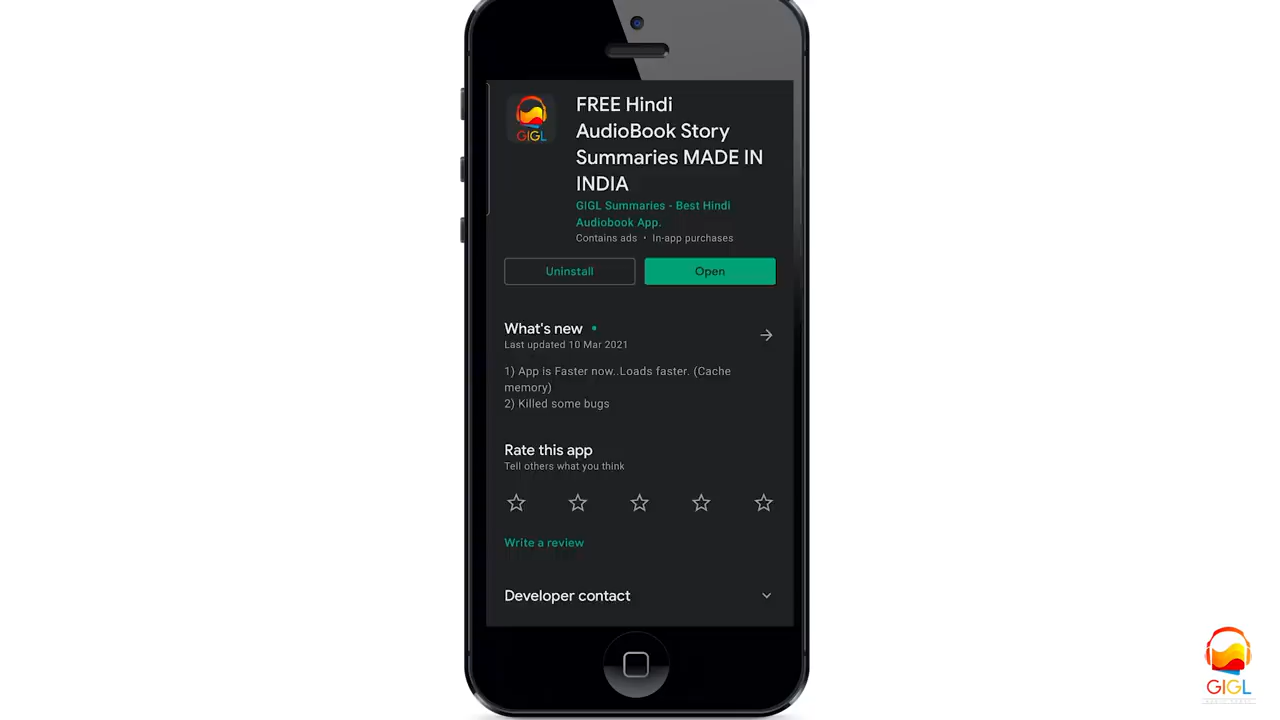 FREE Hindi
AudioBook Story
Summaries MADE IN
INDIA
GIGL
GIGL Summaries - Best Hindi
Audiobook App.
Contains ads • In-app purchases
Uninstall
Open
What's new
Last updated 10 Mar 2021
1) App is Faster now..Loads faster. (Cache
memory)
2) Killed some bugs
Rate this app
Tell others what you think
Write a review
Developer contact
GIGL